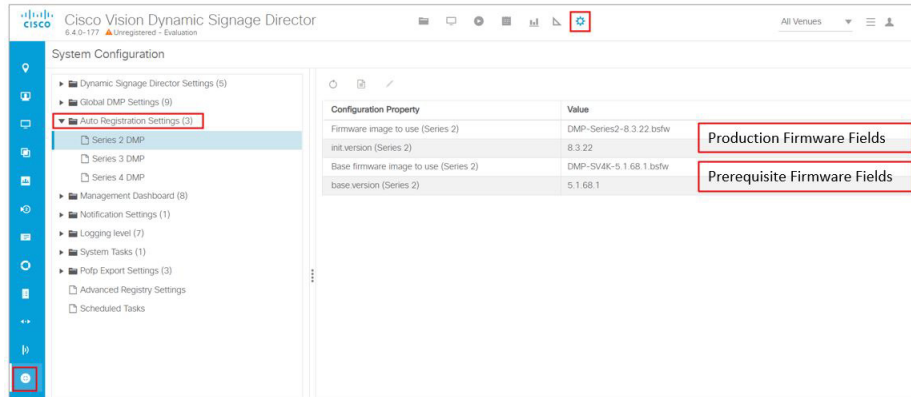 CISCO
Cisco Vision Dynamic Signage Director
6.4.0-177 Unregistered - Evaluation
All Venues
System Configuration
Dynamic Signage Director Settings (5)
Global DMP Settings (9)
Auto Registration Settings (3)
Series 2 DMP
Series 3 DMP
Series 4 DMP
Management Dashboard (8)
Notification Settings (1)
Logging level (7)
System Tasks (1)
Pofp Export Settings (3)
Advanced Registry Settings
Scheduled Tasks
Configuration Property Value
Firmware image to use (Series 2) DMP-Series2-8.3.22.bsfw
init.version (Series 2) 8.3.22
Production Firmware Fields
Base firmware image to use (Series 2) DMP-SV4K-5.1.68.1.bsfw
base.version (Series 2) 5.1.68.1
Prerequisite Firmware Fields